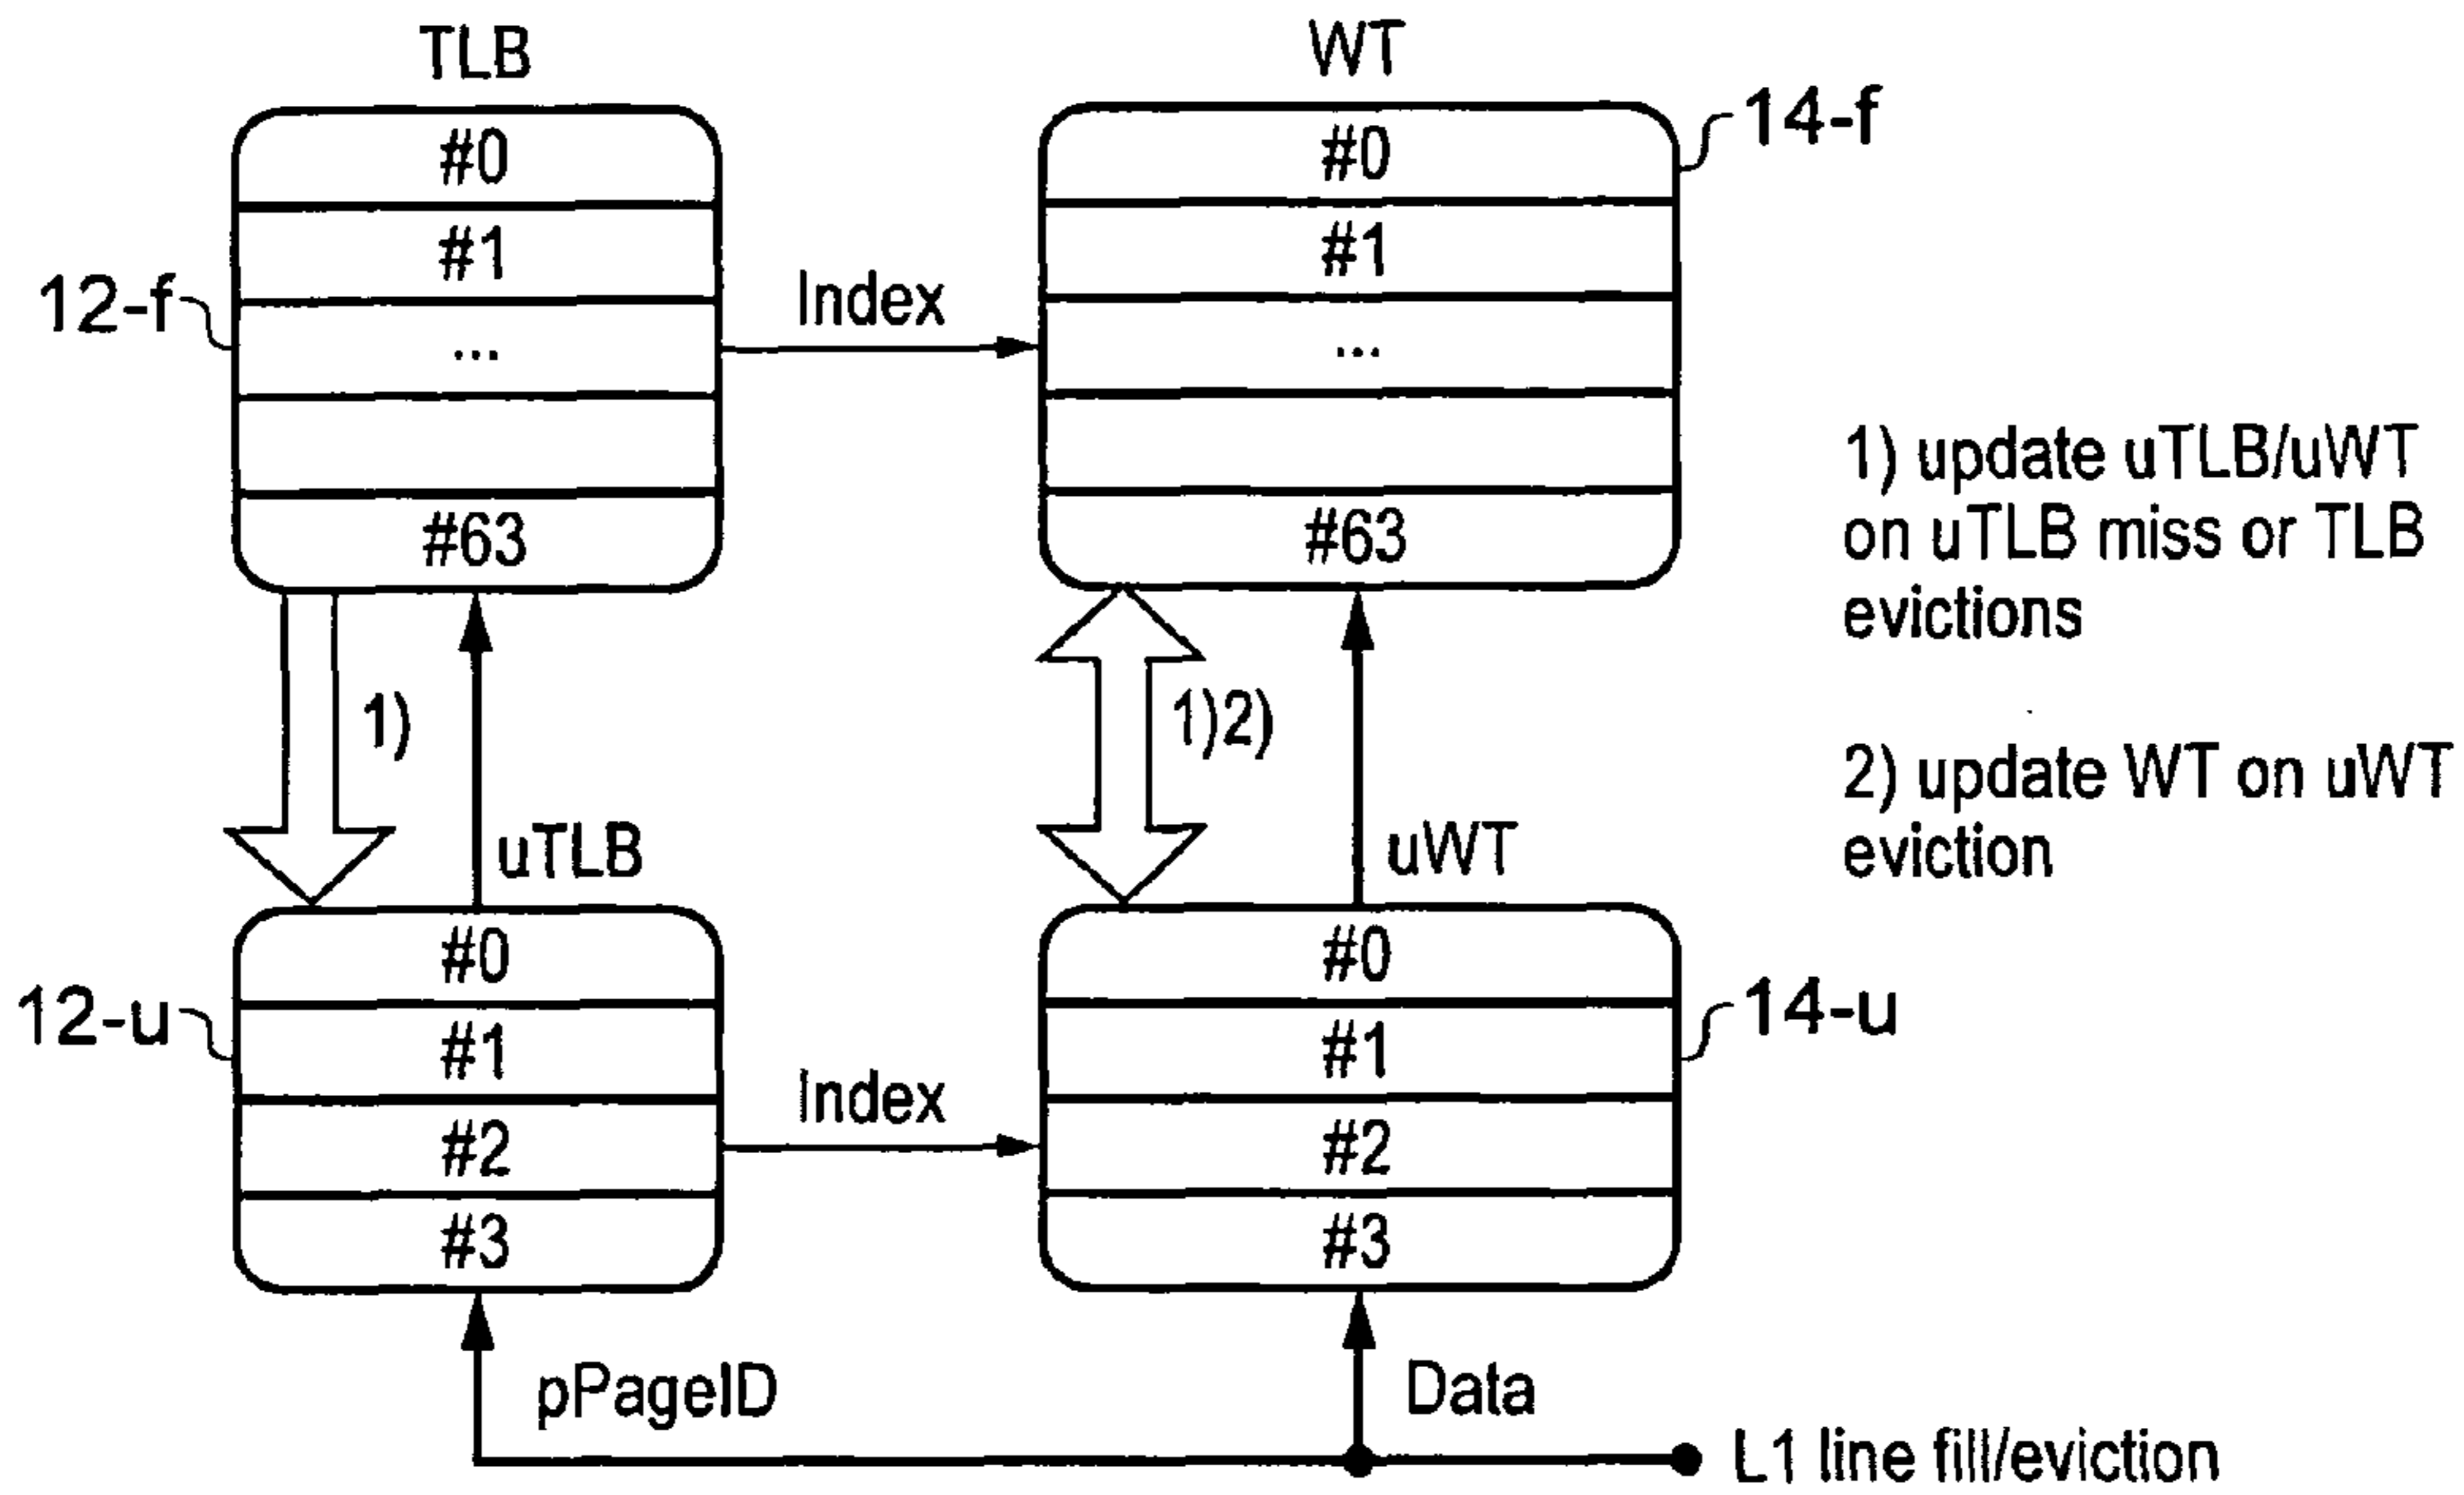 TLB
#0
#1
...
#63
12-f
Index
WT
#0
#1
...
#63
14-f
1) update uTLB/uWT
on uTLB miss or TLB
evictions
2) update WT on uWT
eviction
1)
1)2)
uTLB
#0
#1
#2
#3
12-u
Index
uWT
#0
#1
#2
#3
14-u
pPageID
Data
L1 line fill/eviction